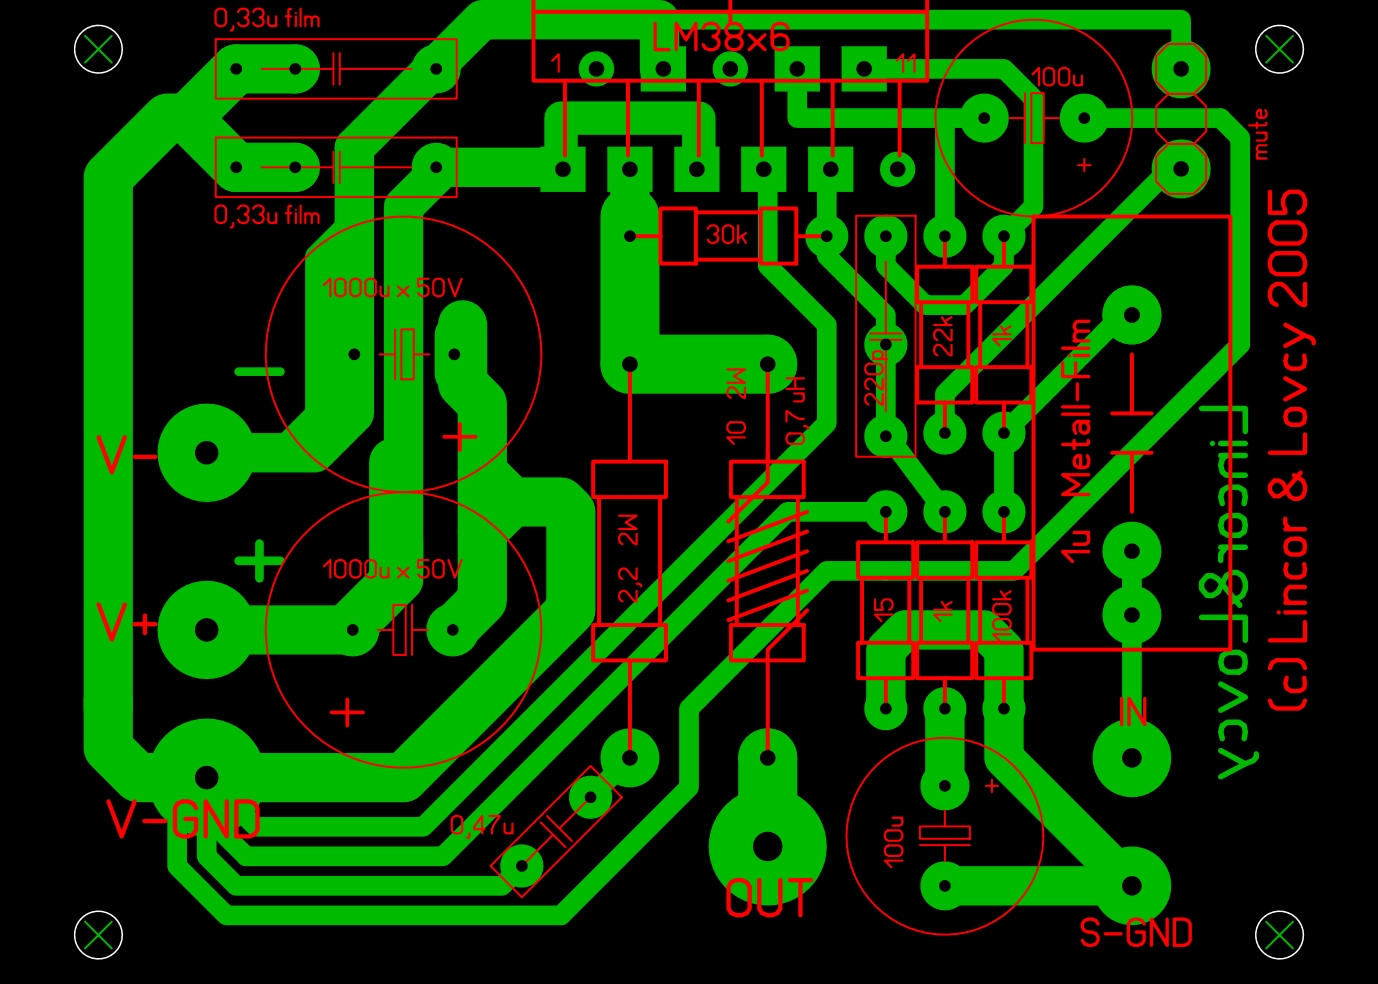 0,33u film
LM38x6
1
11
100u
+
mute
0,33u film
30k
1000u x 50V
22k
1k
220p
Metall-Film
1u
10 2M
0,7 uH
V-
+
1000u x 50V
V+
+
2,2 2M
15
1k
100k
Lincor&Lovcy
(c) Lincor & Lovcy 2005
IN
V-GND
0,47u
+
100u
OUT
S-GND